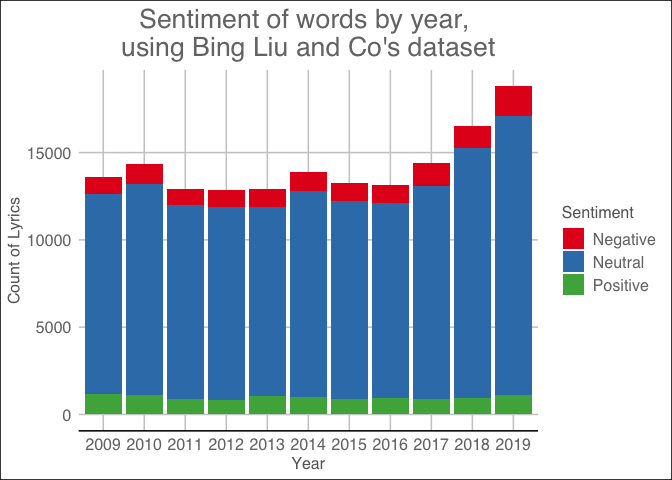 Sentiment of words by year,
using Bing Liu and Co's dataset
Count of Lyrics
15000
10000
5000
0
2009 2010 2011 2012 2013 2014 2015 2016 2017 2018 2019
Year
Sentiment
Negative
Neutral
Positive